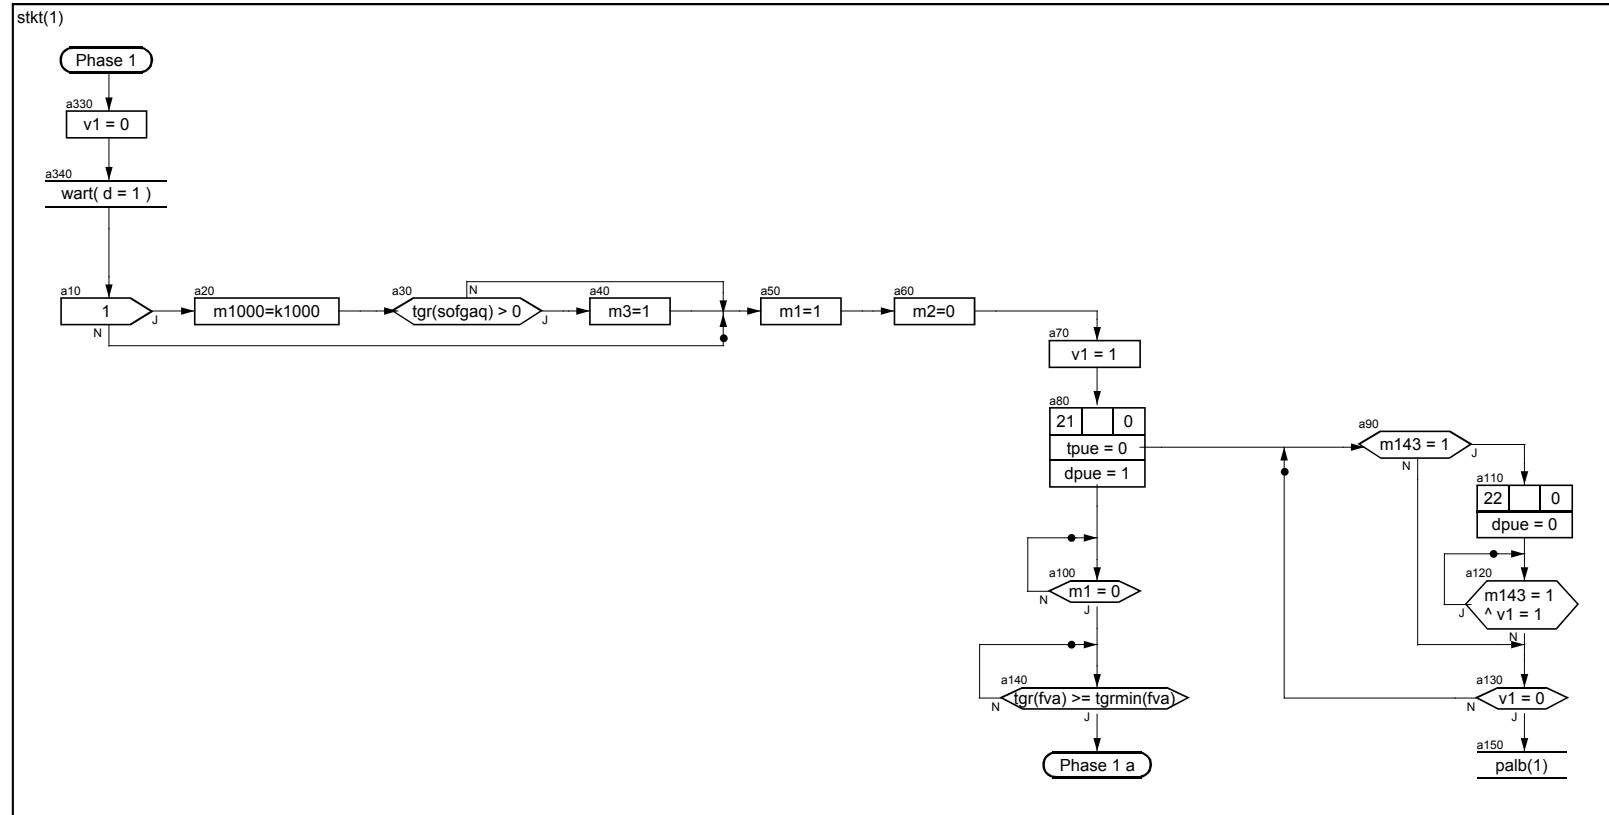 stkt(1)
Phase 1
a330
v1 = 0
a340
wart( d = 1 )
a10
1
J
N
a20
m1000=k1000
a30
tgr(sofgaq) > 0
N
J
a40
m3=1
a50
m1=1
a60
m2=0
a70
v1 = 1
a80
21 0
tpue = 0
dpue = 1
a90
m143 = 1
J
N
a110
22 0
dpue = 0
a100
m1 = 0
N
J
a120
m143 = 1
^ v1 = 1
J
N
a140
tgr(fva) >= tgrmin(fva)
N
J
a130
v1 = 0
N
J
Phase 1 a
a150
palb(1)